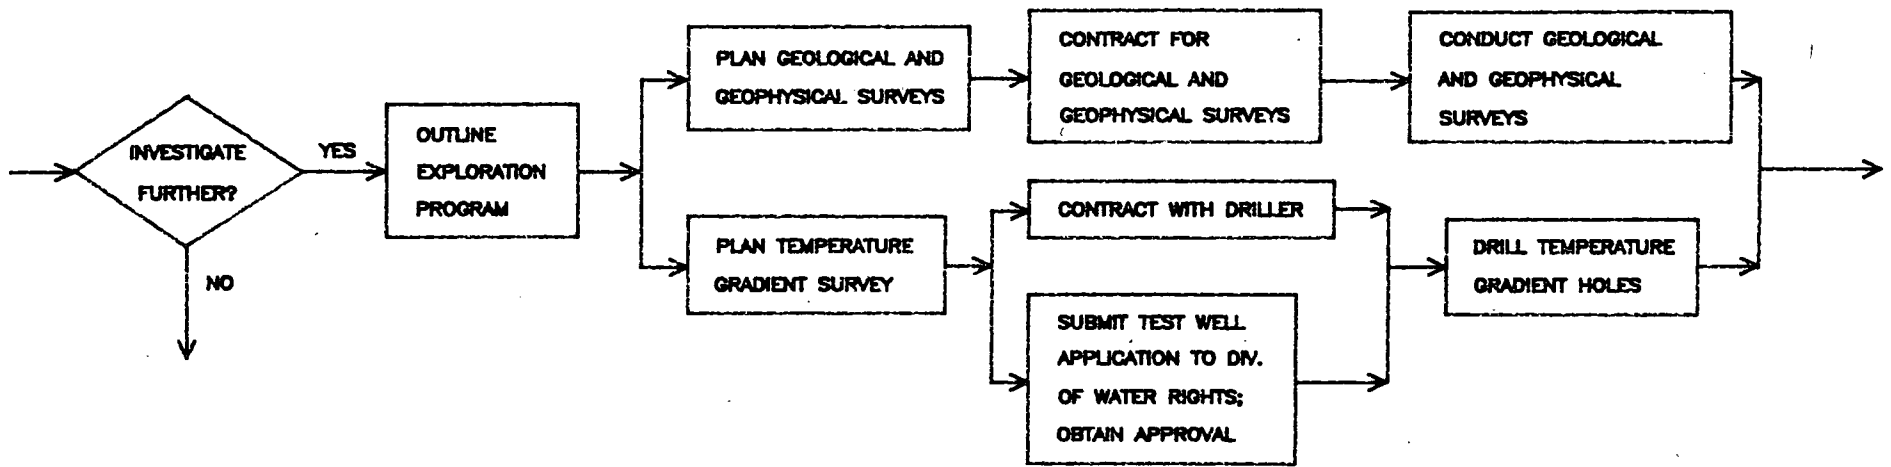 INVESTIGATE
FURTHER?
YES
NO
OUTLINE
EXPLORATION
PROGRAM
PLAN GEOLOGICAL AND
GEOPHYSICAL SURVEYS
CONTRACT FOR
GEOLOGICAL AND
GEOPHYSICAL SURVEYS
CONDUCT GEOLOGICAL
AND GEOPHYSICAL
SURVEYS
PLAN TEMPERATURE
GRADIENT SURVEY
CONTRACT WITH DRILLER
SUBMIT TEST WELL
APPLICATION TO DIV.
OF WATER RIGHTS;
OBTAIN APPROVAL
DRILL TEMPERATURE
GRADIENT HOLES